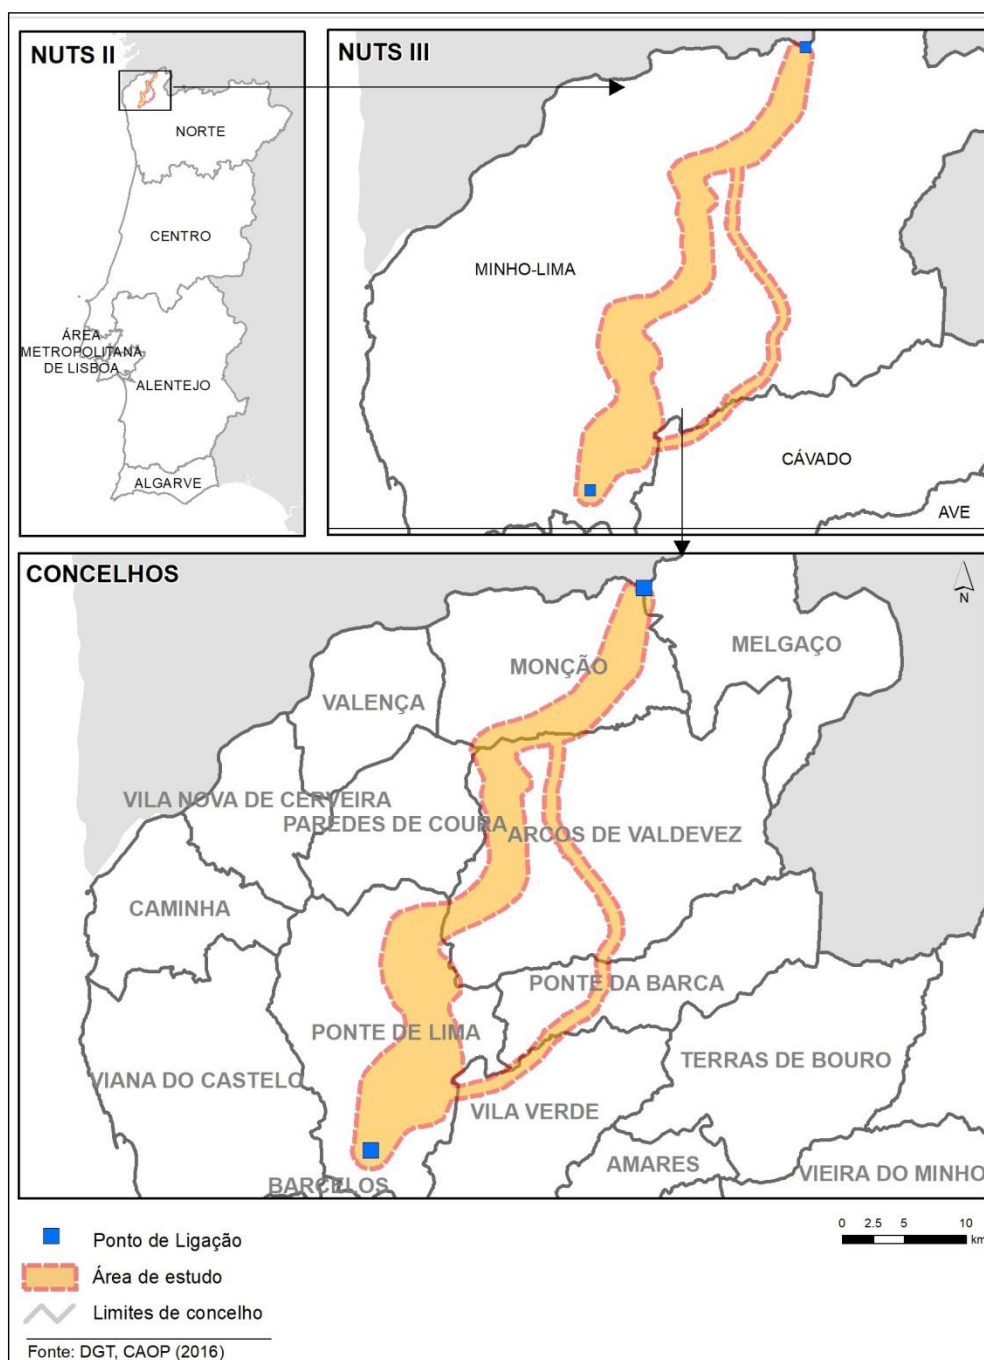 NUTS II
NORTE
CENTRO
ÁREA
METROPOLITANA
DE LISBOA
ALENTEJO
ALGARVE
NUTS III
MINHO-LIMA
CÁVADO
AVE
CONCELHOS
N
MELGAÇO
MONÇÃO
VALENÇA
VILA NOVA DE CERVEIRA
PAREDES DE COURA
ARCOS DE VALDEVEZ
CAMINHA
PONTE DA BARCA
PONTE DE LIMA
TERRAS DE BOURO
VIANA DO CASTELO
VILA VERDE
AMARES
VIEIRA DO MINHO
BARCELOS
0 2.5 5 10
km
Ponto de Ligação
Área de estudo
Limites de concelho
Fonte: DGT, CAOP (2016)